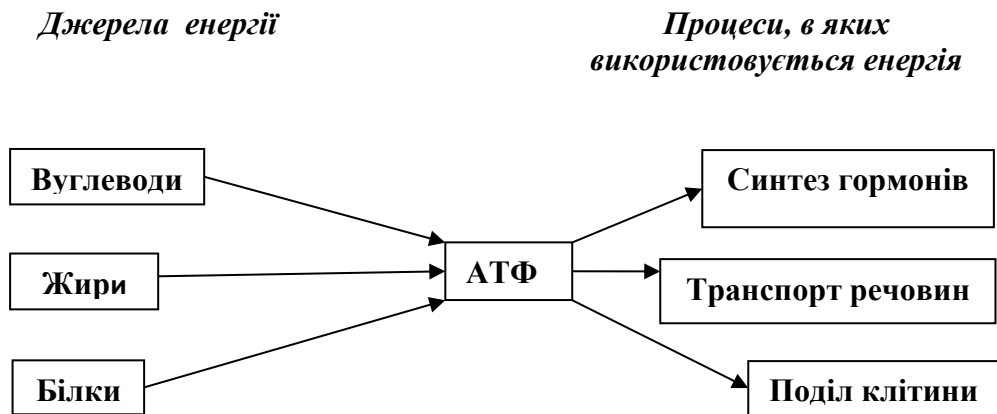 Джерела енергії
Процеси, в яких
використовується енергія
Вуглеводи
Синтез гормонів
Жири
АТФ
Транспорт речовин
Білки
Поділ клітини